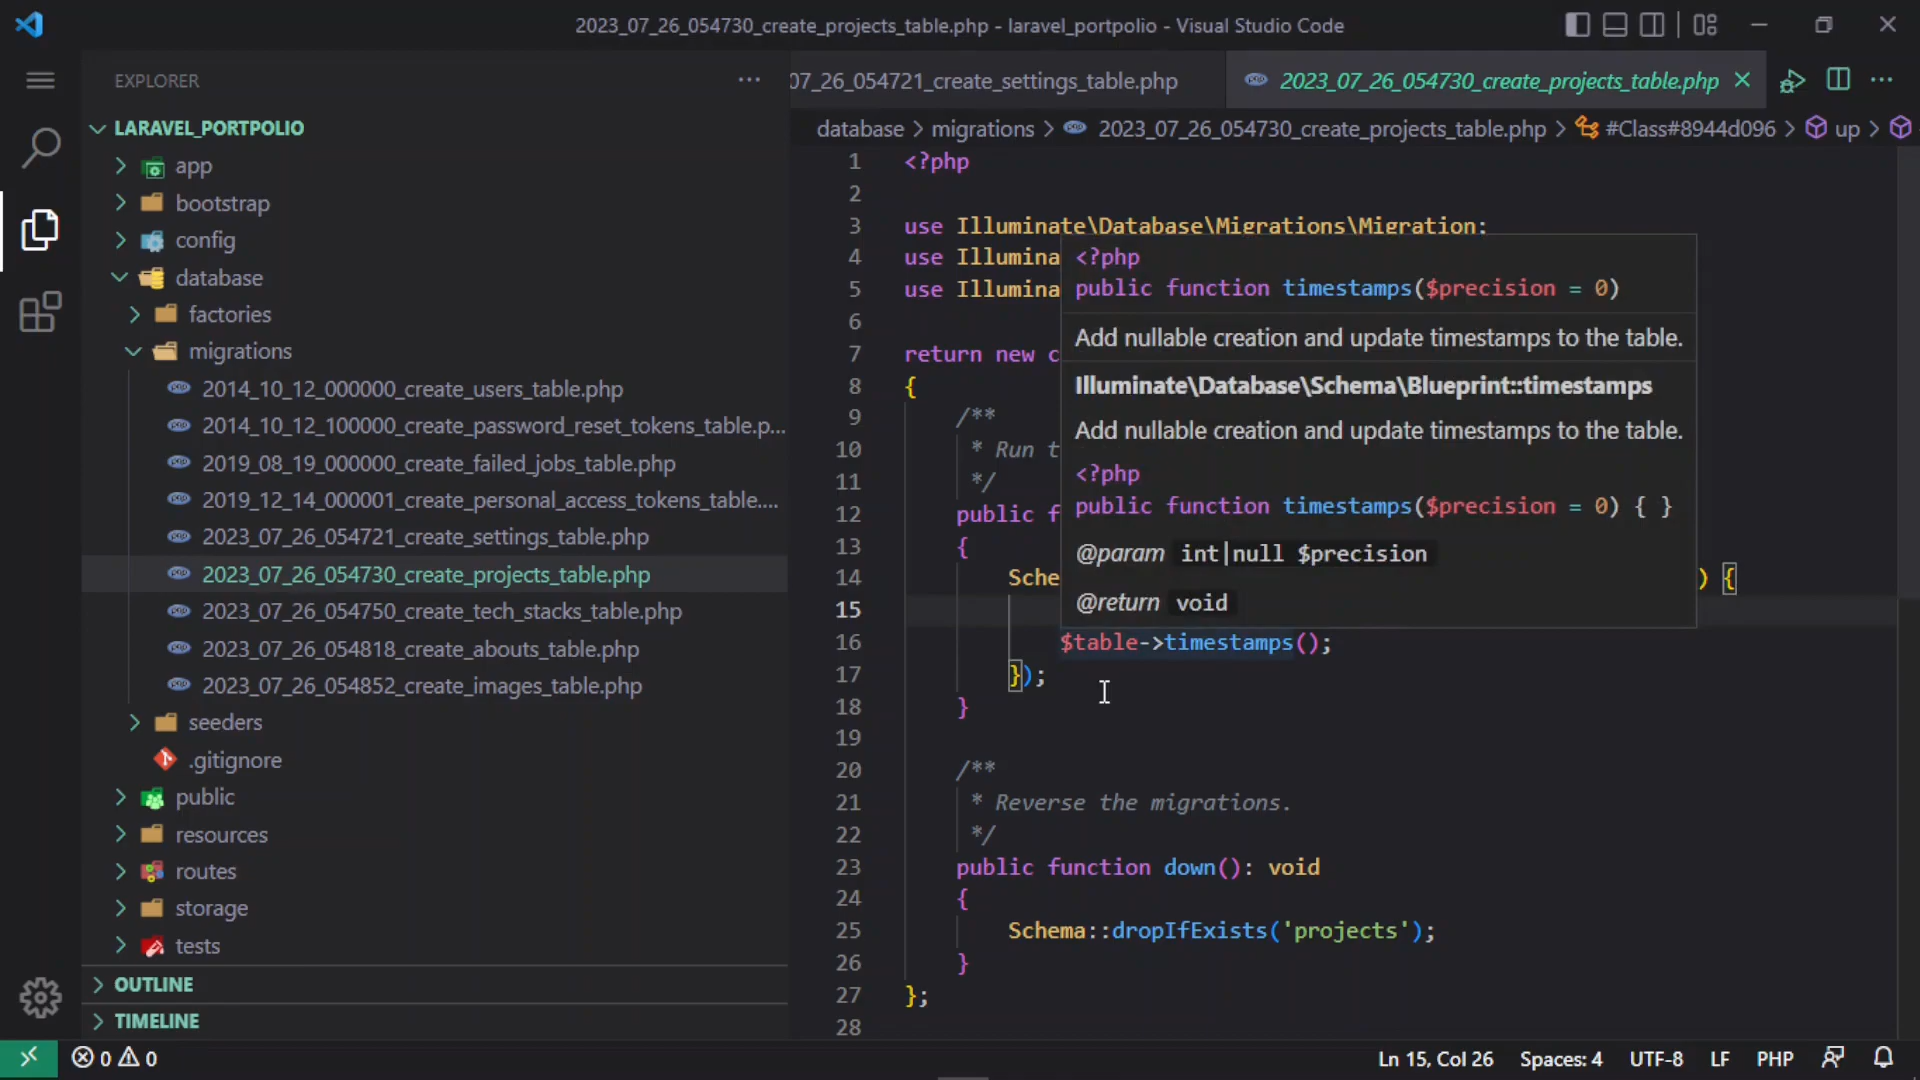 2023_07_26_054730_create_projects_table.php - laravel_portpolio - Visual Studio Code
EXPLORER
LARAVEL_PORTPOLIO
app
bootstrap
config
database
factories
migrations
2014_10_12_000000_create_users_table.php
2014_10_12_100000_create_password_reset_tokens_table.p...
2019_08_19_000000_create_failed_jobs_table.php
2019_12_14_000001_create_personal_access_tokens_table....
2023_07_26_054721_create_settings_table.php
2023_07_26_054730_create_projects_table.php
2023_07_26_054750_create_tech_stacks_table.php
2023_07_26_054818_create_abouts_table.php
2023_07_26_054852_create_images_table.php
seeders
.gitignore
public
resources
routes
storage
tests
OUTLINE
TIMELINE
07_26_054721_create_settings_table.php
2023_07_26_054730_create_projects_table.php
database > migrations > 2023_07_26_054730_create_projects_table.php > #Class#8944d096 > up >
1 <?php
2
3 use Illuminate\Database\Migrations\Migration;
4 use Illumina
5 use Illumina
6
7 return new c
8 {
9 /**
10 * Run t
11 */
12 public f
13 {
14 Sche ) {
15
16 $table->timestamps();
17 });
18 }
19
20 /**
21 * Reverse the migrations.
22 */
23 public function down(): void
24 {
25 Schema::dropIfExists('projects');
26 }
27 };
28
<?php
public function timestamps($precision = 0)
Add nullable creation and update timestamps to the table.
Illuminate\Database\Schema\Blueprint::timestamps
Add nullable creation and update timestamps to the table.
<?php
public function timestamps($precision = 0) { }
@param int|null $precision
@return void
0 0
Ln 15, Col 26 Spaces: 4 UTF-8 LF PHP